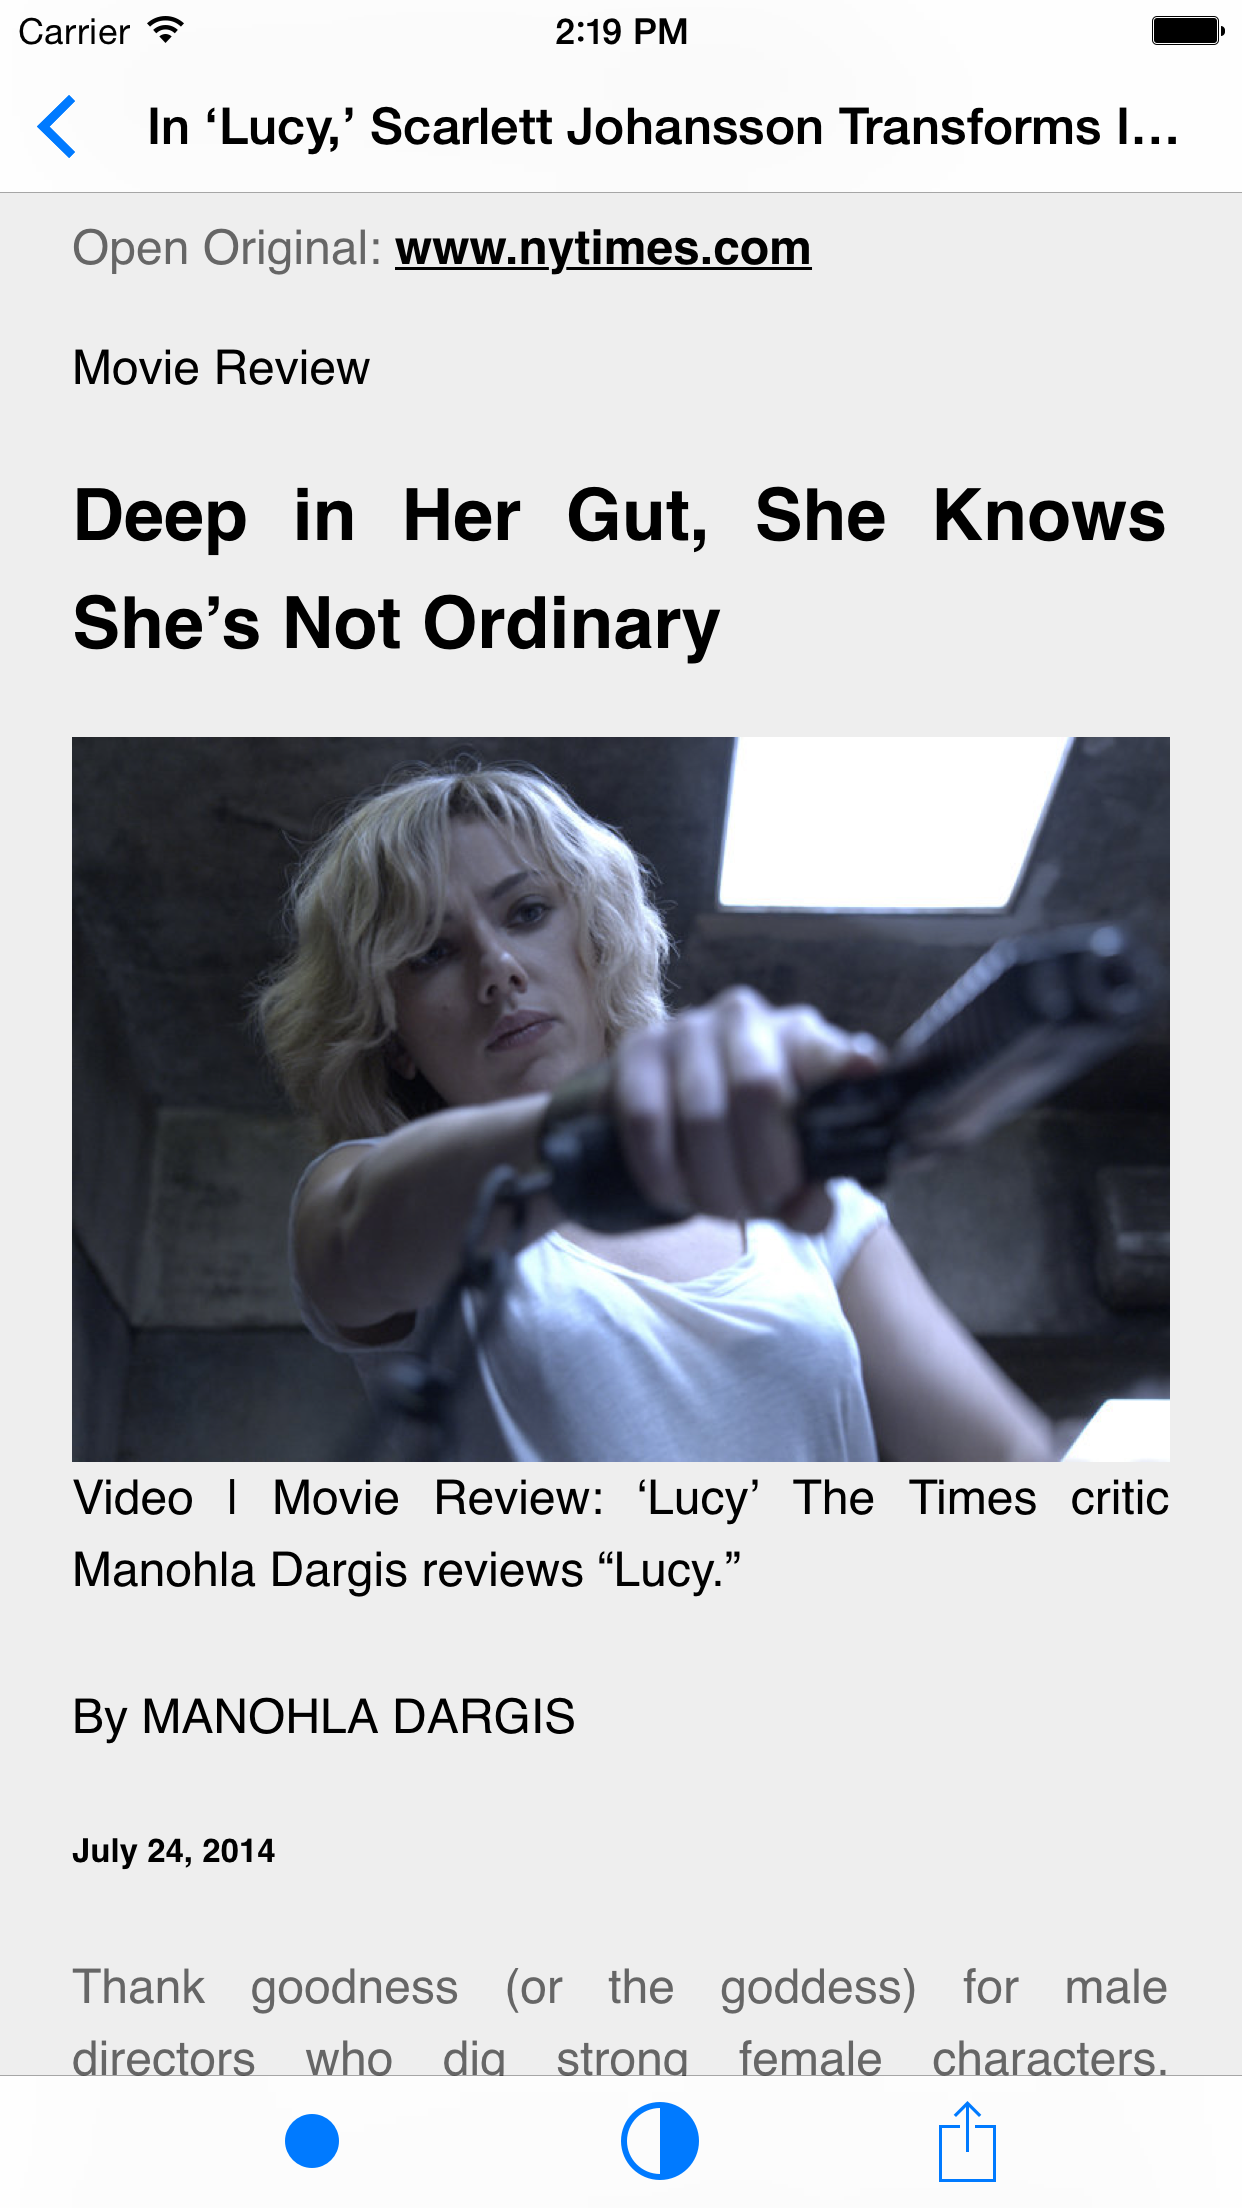 Carrier
2:19 PM
In ‘Lucy,’ Scarlett Johansson Transforms I…
Open Original: www.nytimes.com
Movie Review
Deep in Her Gut, She Knows
She’s Not Ordinary
Video | Movie Review: ‘Lucy’ The Times critic
Manohla Dargis reviews “Lucy.”
By MANOHLA DARGIS
July 24, 2014
Thank goodness (or the goddess) for male
directors who dig strong female characters.